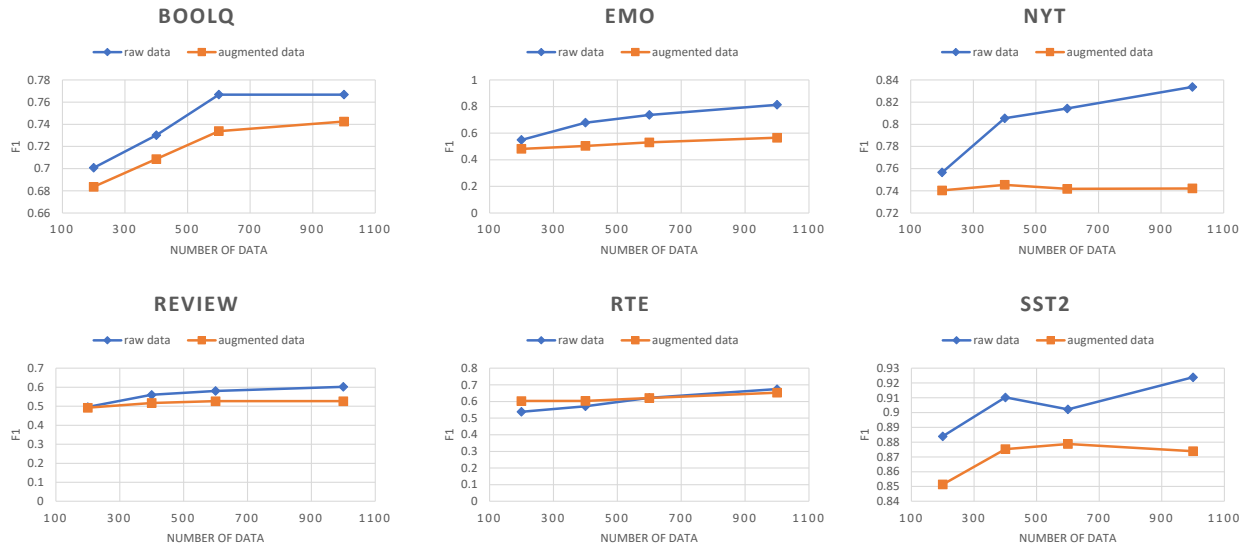 BOOLQ
raw data augmented data
0.78
0.76
0.74
0.72
0.7
0.68
0.66
F1
100 300 500 700 900 1100
NUMBER OF DATA
EMO
raw data augmented data
1
0.8
0.6
0.4
0.2
0
F1
100 300 500 700 900 1100
NUMBER OF DATA
NYT
raw data augmented data
0.84
0.82
0.8
0.78
0.76
0.74
0.72
F1
100 300 500 700 900 1100
NUMBER OF DATA
REVIEW
raw data augmented data
0.7
0.6
0.5
0.4
0.3
0.2
0.1
0
F1
100 300 500 700 900 1100
NUMBER OF DATA
RTE
raw data augmented data
0.8
0.7
0.6
0.5
0.4
0.3
0.2
0.1
0
F1
100 300 500 700 900 1100
NUMBER OF DATA
SST2
raw data augmented data
0.93
0.92
0.91
0.9
0.89
0.88
0.87
0.86
0.85
0.84
F1
100 300 500 700 900 1100
NUMBER OF DATA